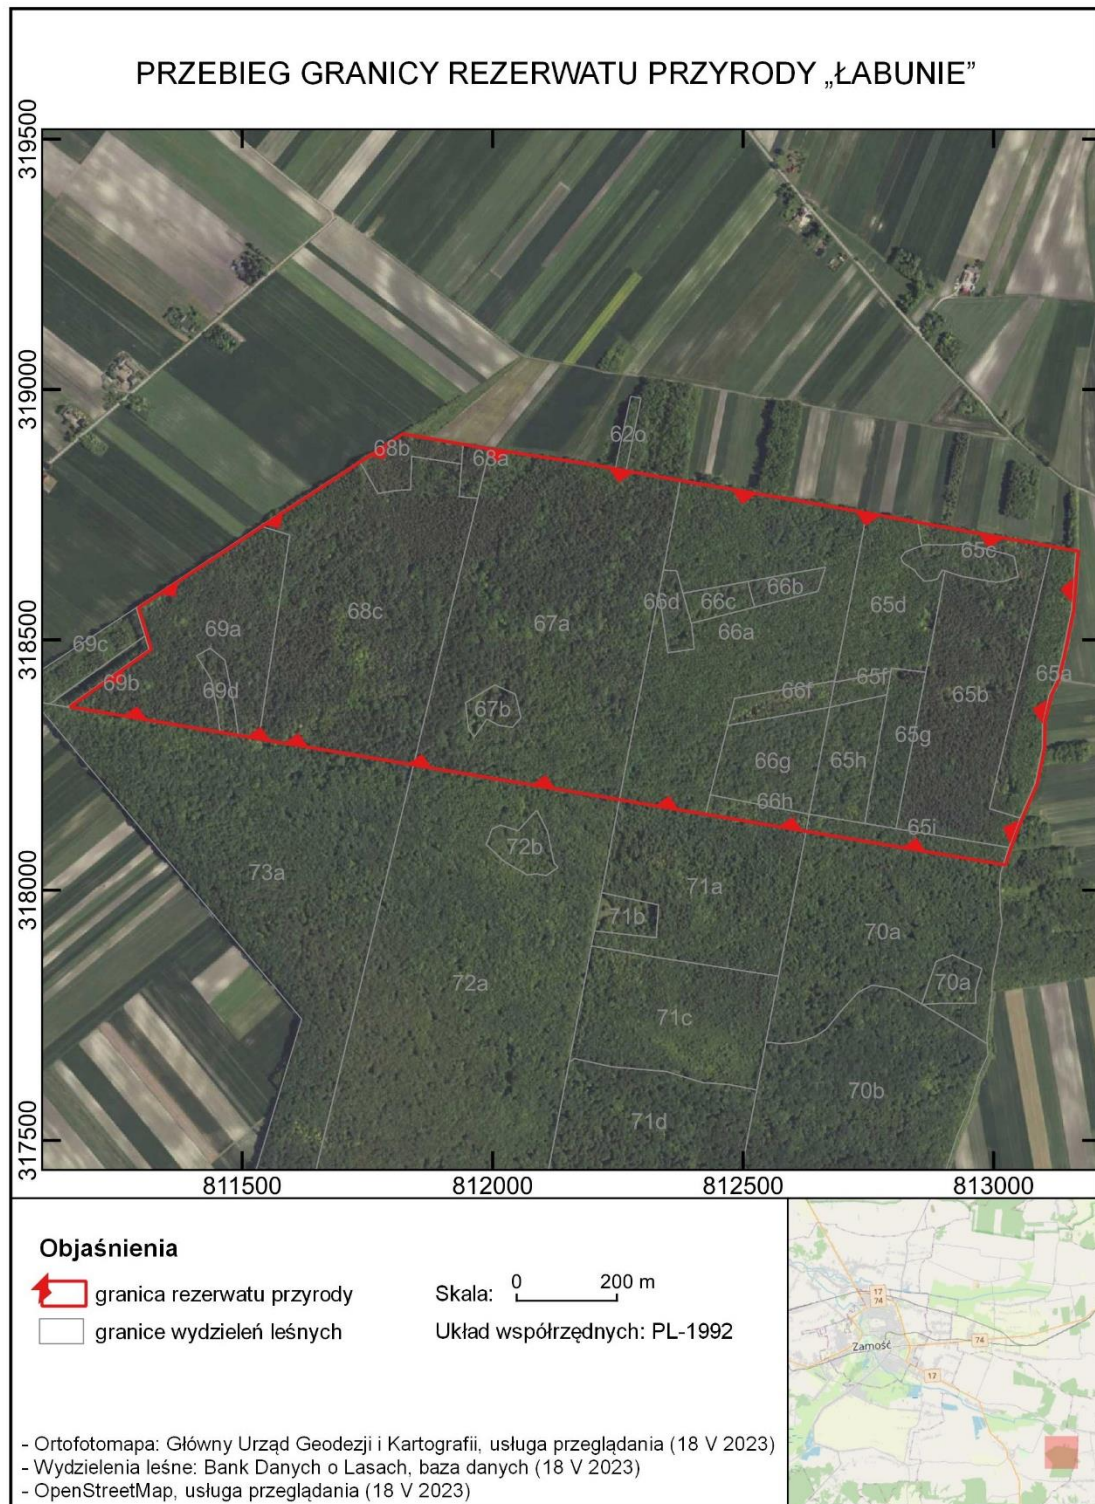 PRZEBIEG GRANICY REZERWATU PRZYRODY „ŁABUNIE”
319500
319000
318500
318000
317500
62o
68b
68a
65c
66b
66d
66c
65d
68c
67a
69a
66a
69c
69b
69d
65f
66f
65a
65b
67b
65g
66g
65h
66h
65i
72b
73a
71a
71b
70a
70a
72a
71c
70b
71d
811500 812000 812500 813000
Objaśnienia
granica rezerwatu przyrody
granice wydzieleń leśnych
Skala: 0 200 m
Układ współrzędnych: PL-1992
- Ortofotomapa: Główny Urząd Geodezji i Kartografii, usługa przeglądania (18 V 2023)
- Wydzielenia leśne: Bank Danych o Lasach, baza danych (18 V 2023)
- OpenStreetMap, usługa przeglądania (18 V 2023)
17
74
74
Zamość
17